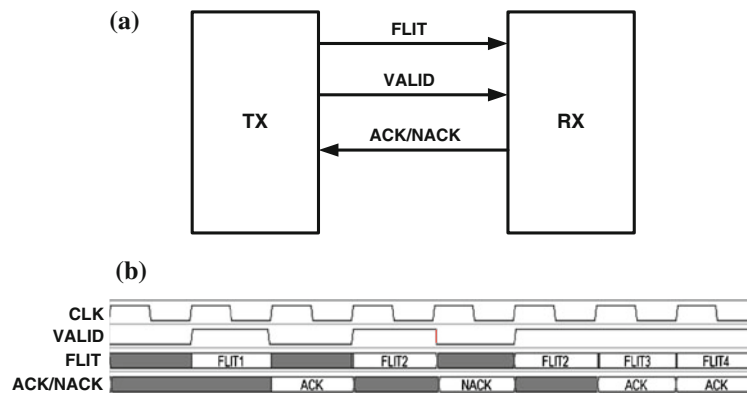 (a)
FLIT
VALID
TX
RX
ACK/NACK
(b)
CLK
VALID
FLIT FLIT1 FLIT2 FLIT2 FLIT3 FLIT4
ACK/NACK ACK NACK ACK ACK